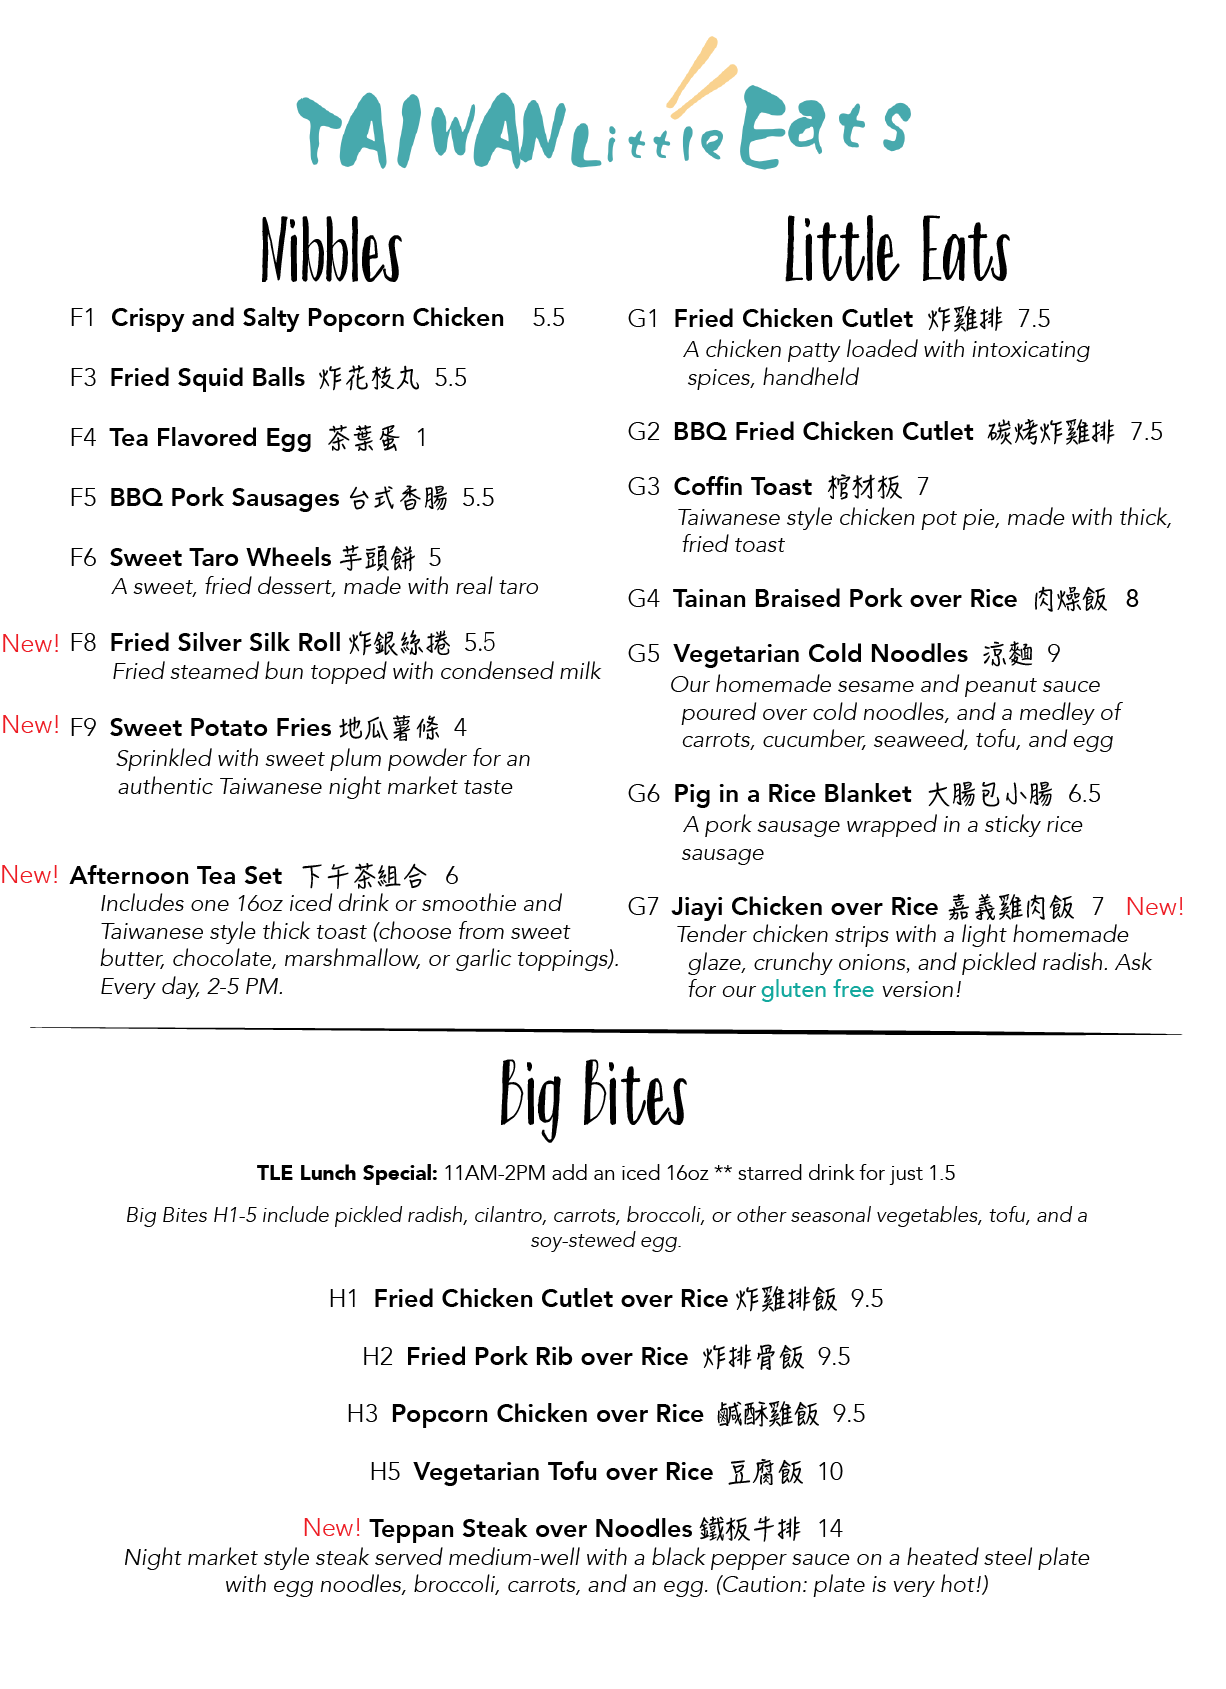 TAIWAN Little Eats
Nibbles
F1 Crispy and Salty Popcorn Chicken 5.5
F3 Fried Squid Balls 炸花枝丸 5.5
F4 Tea Flavored Egg 茶葉蛋 1
F5 BBQ Pork Sausages 台式香腸 5.5
F6 Sweet Taro Wheels 芋頭餅 5
A sweet, fried dessert, made with real taro
New! F8 Fried Silver Silk Roll 炸銀絲捲 5.5
Fried steamed bun topped with condensed milk
New! F9 Sweet Potato Fries 地瓜薯條 4
Sprinkled with sweet plum powder for an
authentic Taiwanese night market taste
New! Afternoon Tea Set 下午茶組合 6
Includes one 16oz iced drink or smoothie and
Taiwanese style thick toast (choose from sweet
butter, chocolate, marshmallow, or garlic toppings).
Every day, 2-5 PM.
Little Eats
G1 Fried Chicken Cutlet 炸雞排 7.5
A chicken patty loaded with intoxicating
spices, handheld
G2 BBQ Fried Chicken Cutlet 碳烤炸雞排 7.5
G3 Coffin Toast 棺材板 7
Taiwanese style chicken pot pie, made with thick,
fried toast
G4 Tainan Braised Pork over Rice 肉燥飯 8
G5 Vegetarian Cold Noodles 涼麵 9
Our homemade sesame and peanut sauce
poured over cold noodles, and a medley of
carrots, cucumber, seaweed, tofu, and egg
G6 Pig in a Rice Blanket 大腸包小腸 6.5
A pork sausage wrapped in a sticky rice
sausage
G7 Jiayi Chicken over Rice 嘉義雞肉飯 7 New!
Tender chicken strips with a light homemade
glaze, crunchy onions, and pickled radish. Ask
for our gluten free version!
Big Bites
TLE Lunch Special: 11AM-2PM add an iced 16oz ** starred drink for just 1.5
Big Bites H1-5 include pickled radish, cilantro, carrots, broccoli, or other seasonal vegetables, tofu, and a
soy-stewed egg.
H1 Fried Chicken Cutlet over Rice 炸雞排飯 9.5
H2 Fried Pork Rib over Rice 炸排骨飯 9.5
H3 Popcorn Chicken over Rice 鹹酥雞飯 9.5
H5 Vegetarian Tofu over Rice 豆腐飯 10
New! Teppan Steak over Noodles 鐵板牛排 14
Night market style steak served medium-well with a black pepper sauce on a heated steel plate
with egg noodles, broccoli, carrots, and an egg. (Caution: plate is very hot!)